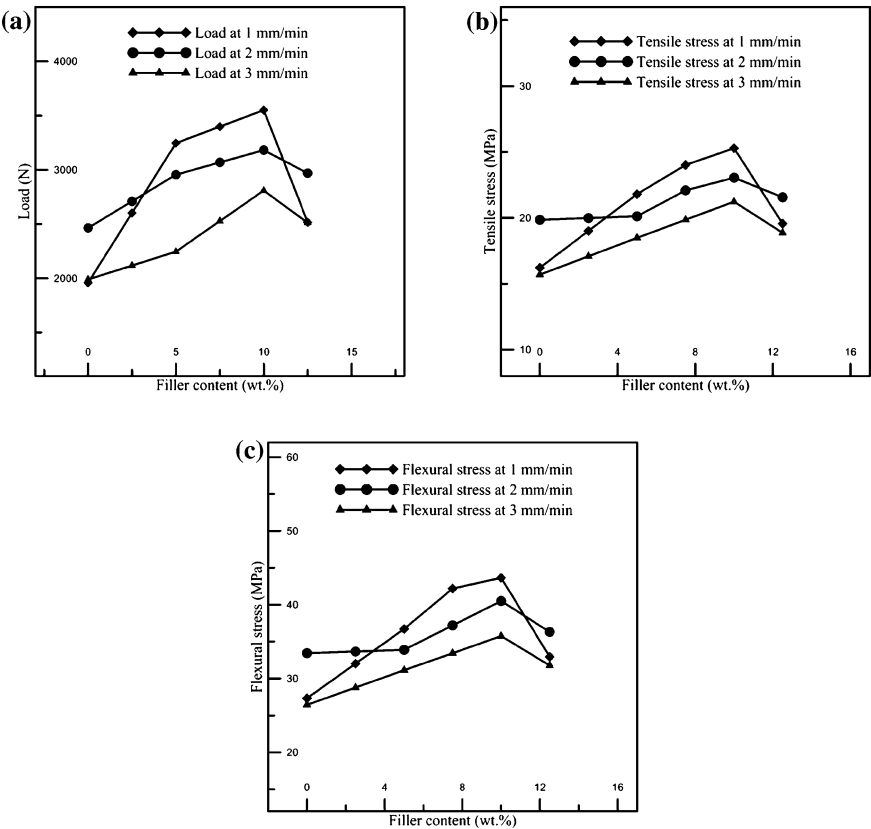 (a)
Load at 1 mm/min
Load at 2 mm/min
Load at 3 mm/min
4000
3000
2000
Load (N)
0 5 10 15
Filler content (wt.%)
(b)
Tensile stress at 1 mm/min
Tensile stress at 2 mm/min
Tensile stress at 3 mm/min
30
20
10
Tensile stress (MPa)
0 4 8 12 16
Filler content (wt.%)
(c)
Flexural stress at 1 mm/min
Flexural stress at 2 mm/min
Flexural stress at 3 mm/min
60
50
40
30
20
Flexural stress (MPa)
0 4 8 12 16
Filler content (wt.%)